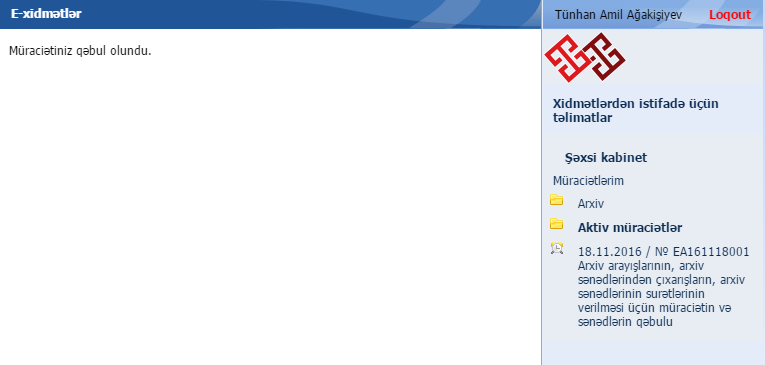 E-xidmətlər
Tünhan Amil Ağakişiyev Loqout
Müraciətiniz qəbul olundu.
Xidmətlərdən istifadə üçün
təlimatlar
Şəxsi kabinet
Müraciətlərim
Arxiv
Aktiv müraciətlər
18.11.2016 / № EA161118001
Arxiv arayışlarının, arxiv
sənədlərindən çıxarışların, arxiv
sənədlərinin surətlərinin
verilməsi üçün müraciətin və
sənədlərin qəbulu